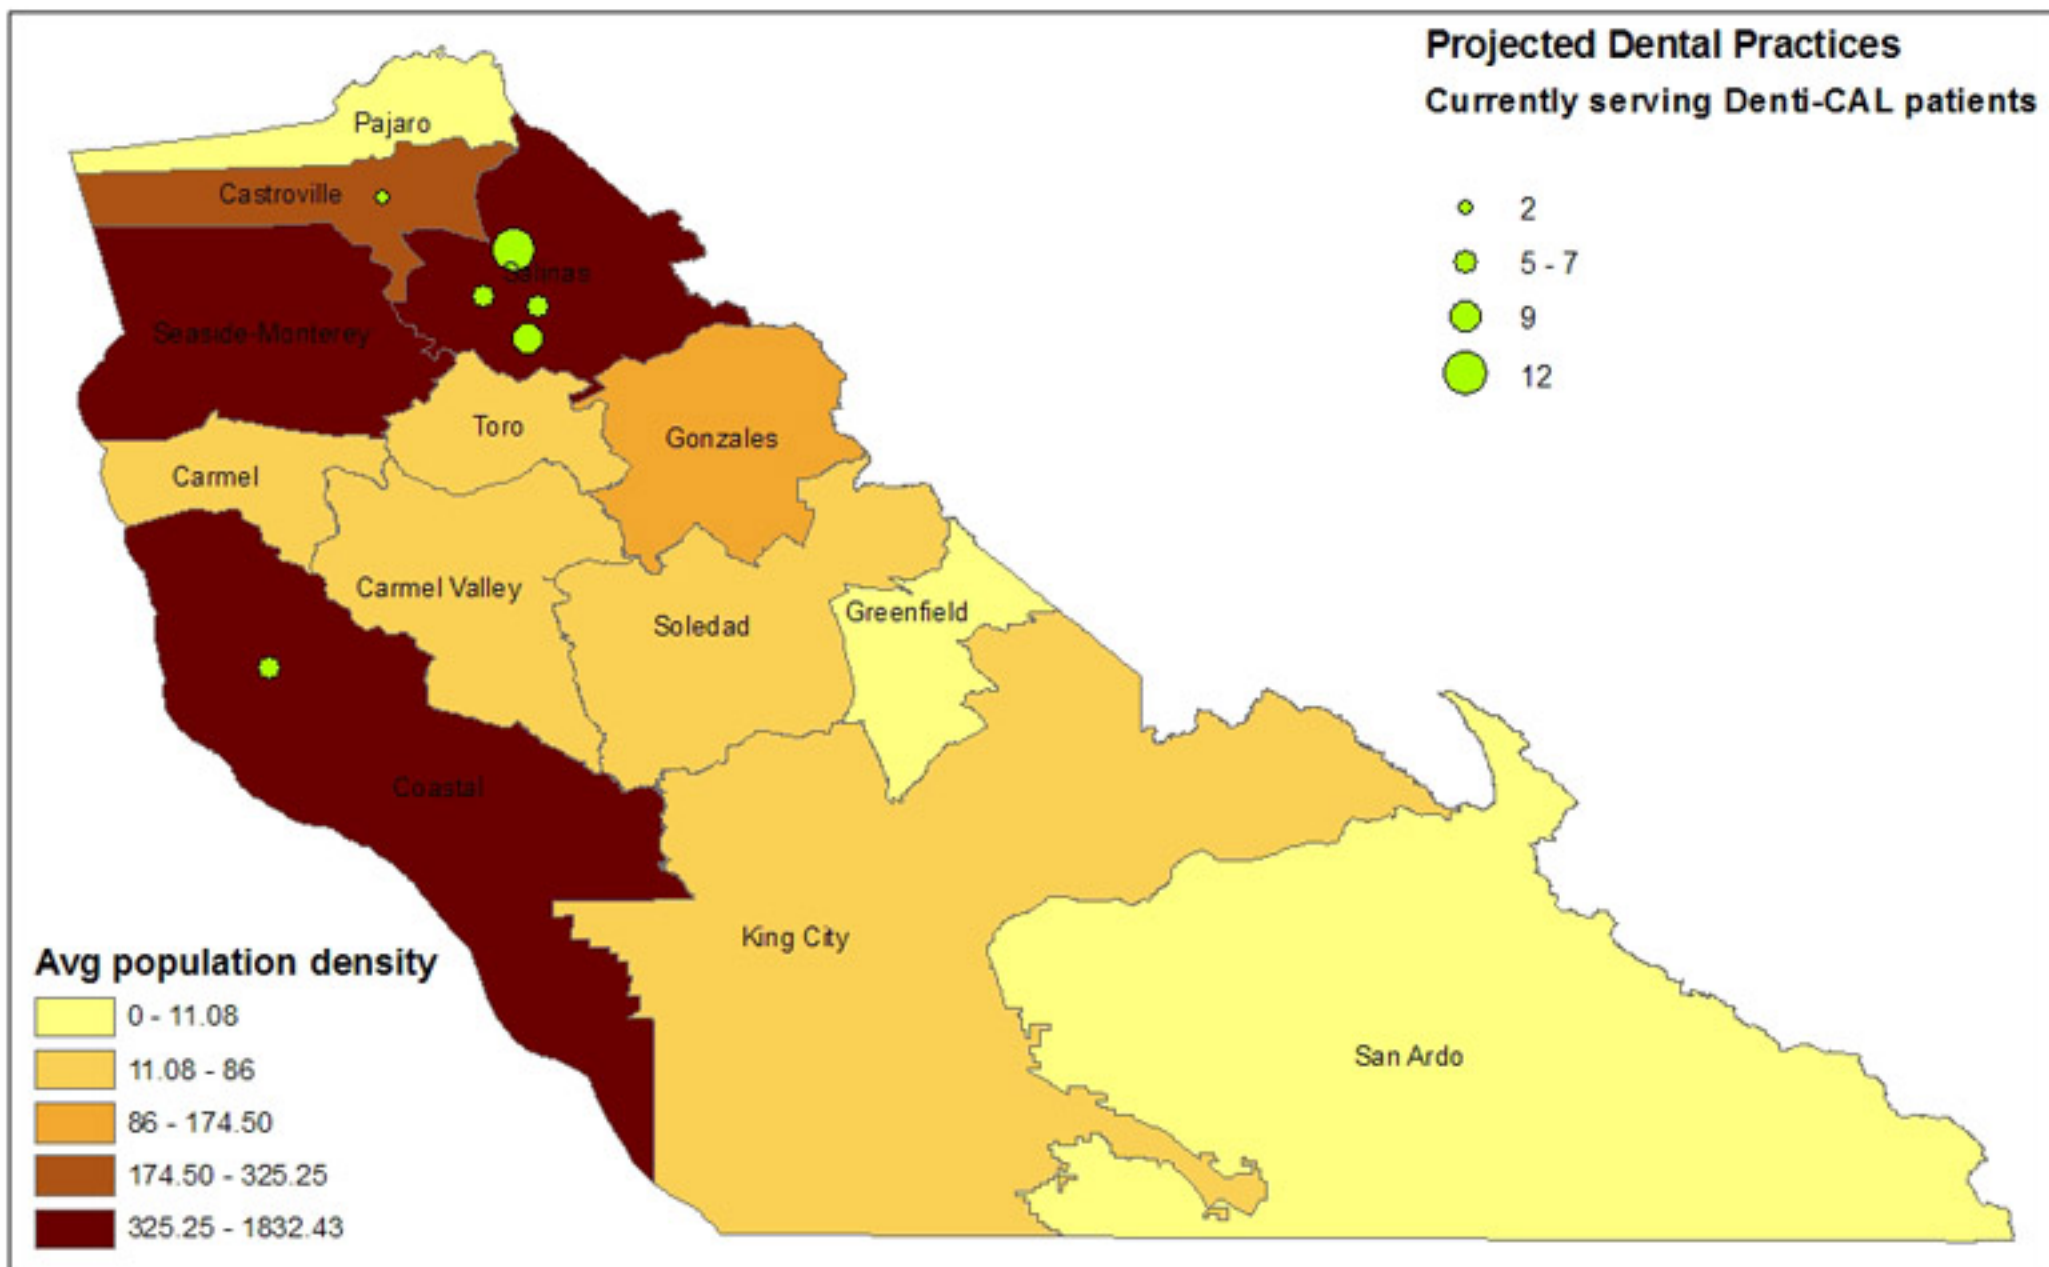 Projected Dental Practices
Currently serving Denti-CAL patients
2
5 - 7
9
12
Pajaro
Castroville
Salinas
Seaside-Monterey
Toro
Gonzales
Carmel
Carmel Valley
Soledad
Greenfield
Coastal
King City
San Ardo
Avg population density
0 - 11.08
11.08 - 86
86 - 174.50
174.50 - 325.25
325.25 - 1832.43